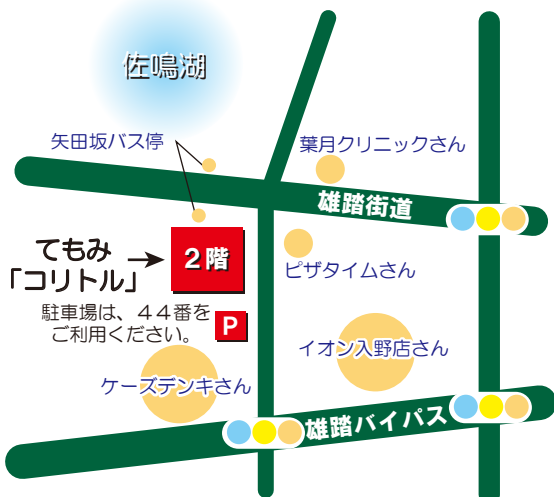 佐鳴湖
矢田坂バス停
葉月クリニックさん
雄踏街道
てもみ
「コリトル」
2階
ピザタイムさん
駐車場は、44番を
ご利用ください。
P
イオン入野店さん
ケーズデンキさん
雄踏バイパス